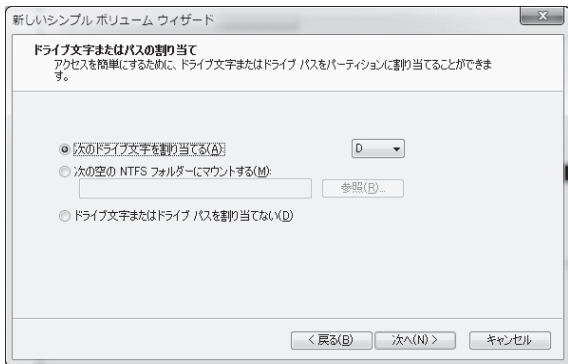 新しいシンプル ボリューム ウィザード
ドライブ文字またはパスの割り当て
アクセスを簡単にするために、ドライブ文字またはドライブ パスをパーティションに割り当てることができま
す。
次のドライブ文字を割り当てる(A):
D
次の空の NTFS フォルダーにマウントする(M):
参照(R)...
ドライブ文字またはドライブ パスを割り当てない(D)
< 戻る(B)
次へ(N) >
キャンセル